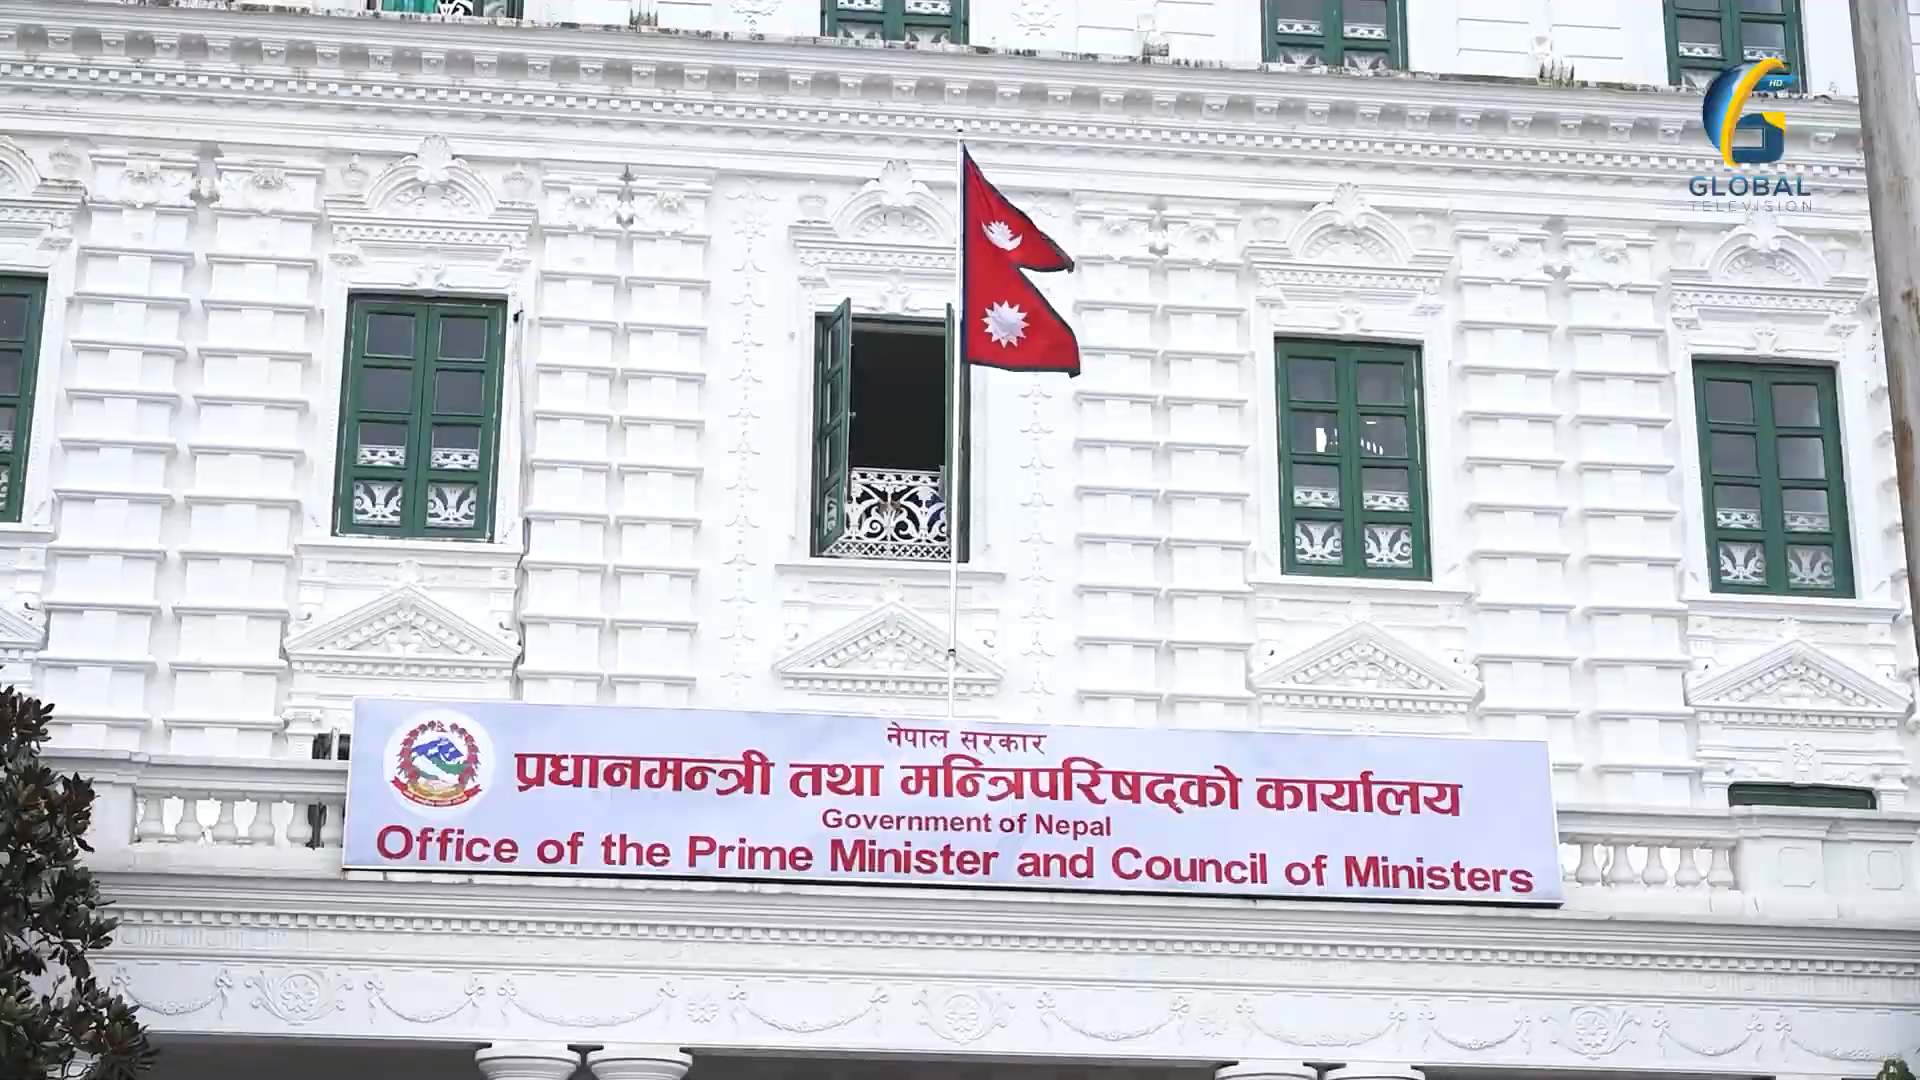 HD
GLOBAL
TELEVISION
नेपाल सरकार
प्रधानमन्त्री तथा मन्त्रिपरिषद्को कार्यालय
Government of Nepal
Office of the Prime Minister and Council of Ministers